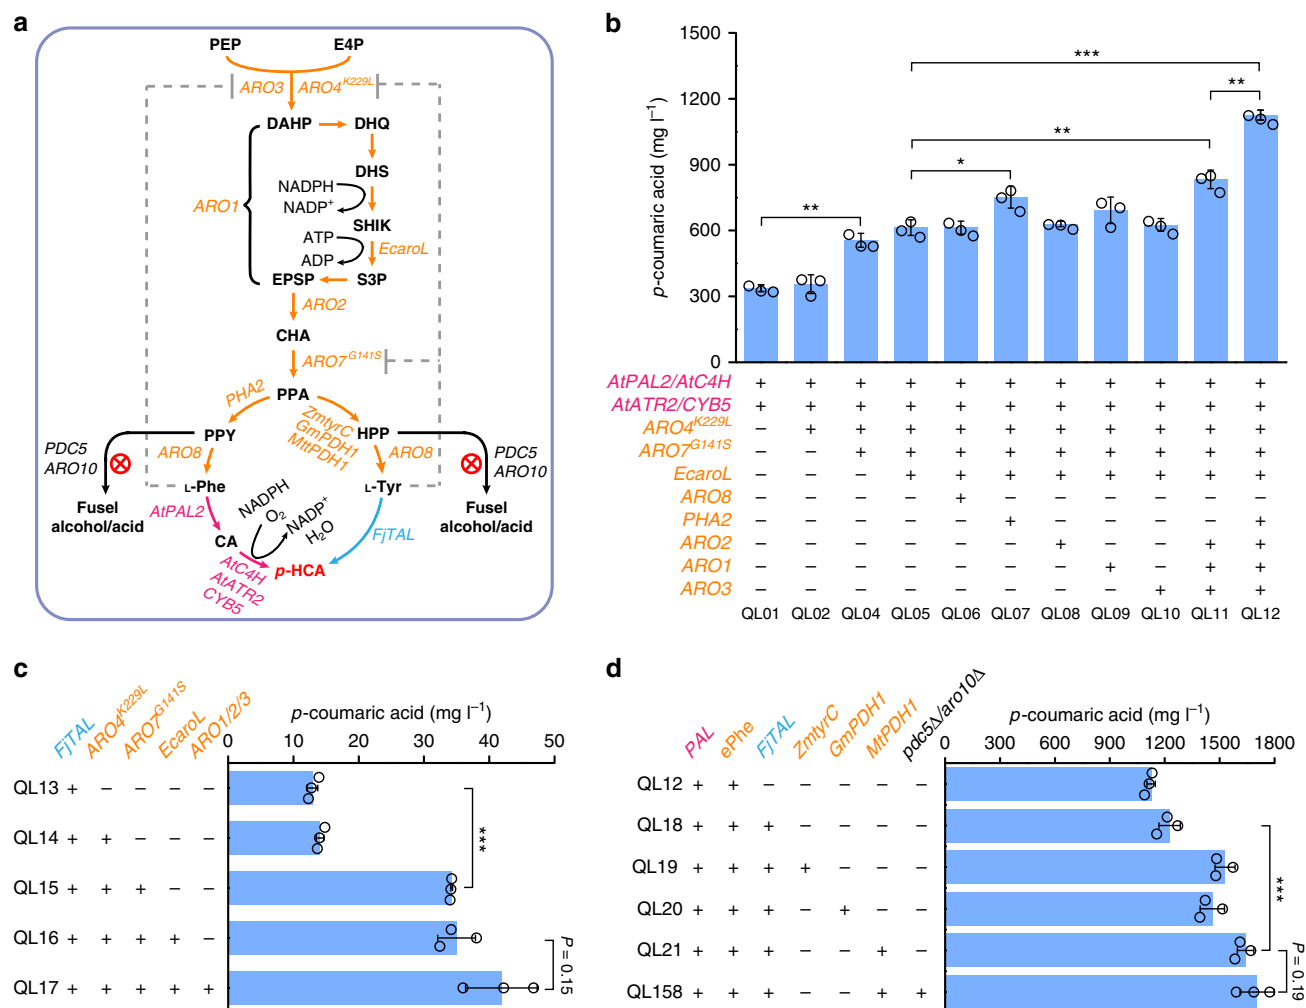 a
PEP E4P
ARO3 ARO4K229L
DAHP DHQ
DHS
NADPH
NADP+
ARO1
SHIK
ATP
ADP
EcaroL
EPSP S3P
ARO2
CHA
ARO7G141S
PHA2
PPA
ZmtyrC
GmPDH1
MtPDH1
PPY HPP
PDC5
ARO10
ARO8 ARO8
PDC5
ARO10
L-Phe L-Tyr
Fusel
alcohol/acid
Fusel
alcohol/acid
AtPAL2
NADPH
O2
NADP+
H2O
FjTAL
CA
AtC4H
AtATR2
CYB5
p-HCA
b
p-coumaric acid (mg l−1)
1500
1200
900
600
300
0
** * ** *** **
AtPAL2/AtC4H + + + + + + + + + + +
AtATR2/CYB5 + + + + + + + + + + +
ARO4K229L − + + + + + + + + + +
ARO7G141S − − + + + + + + + + +
EcaroL − − − + + + + + + + +
ARO8 − − − − + − − − − − −
PHA2 − − − − − + − − − − +
ARO2 − − − − − − + − − + +
ARO1 − − − − − − − + − + +
ARO3 − − − − − − − − + + +
QL01 QL02 QL04 QL05 QL06 QL07 QL08 QL09 QL10 QL11 QL12
c
FjTAL ARO4K229L ARO7G141S EcaroL ARO1/2/3
p-coumaric acid (mg l−1)
0 10 20 30 40 50
QL13 + − − − −
QL14 + + − − −
QL15 + + + − −
QL16 + + + + −
QL17 + + + + +
***
P = 0.15
d
PAL ePhe FjTAL ZmtyrC GmPDH1 MtPDH1 pdc5Δ/aro10Δ
p-coumaric acid (mg l−1)
0 300 600 900 1200 1500 1800
QL12 + + − − − − −
QL18 + + + − − − −
QL19 + + + + − − −
QL20 + + + − + − −
QL21 + + + − − + −
QL158 + + + − − + +
***
P = 0.19